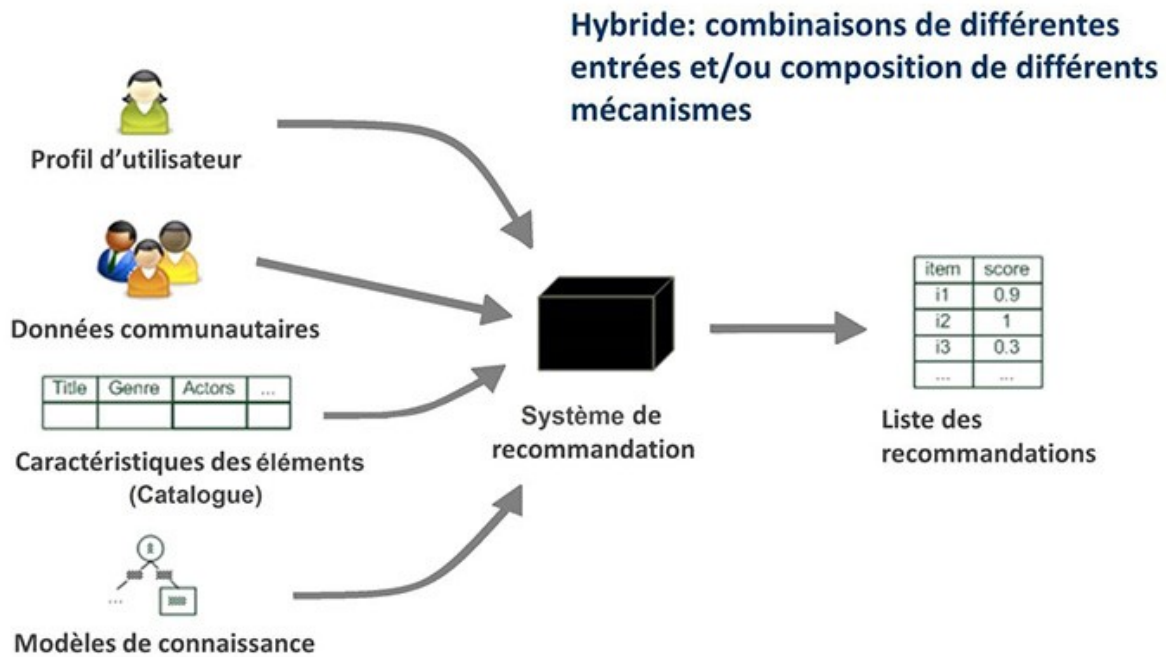 Hybride: combinaisons de différentes
entrées et/ou composition de différents
mécanismes
Profil d'utilisateur
Données communautaires
Title Genre Actors ...
Caractéristiques des éléments
(Catalogue)
... 
Modèles de connaissance
Système de
recommandation
item score
i1 0.9
i2 1
i3 0.3
... ...
Liste des
recommandations